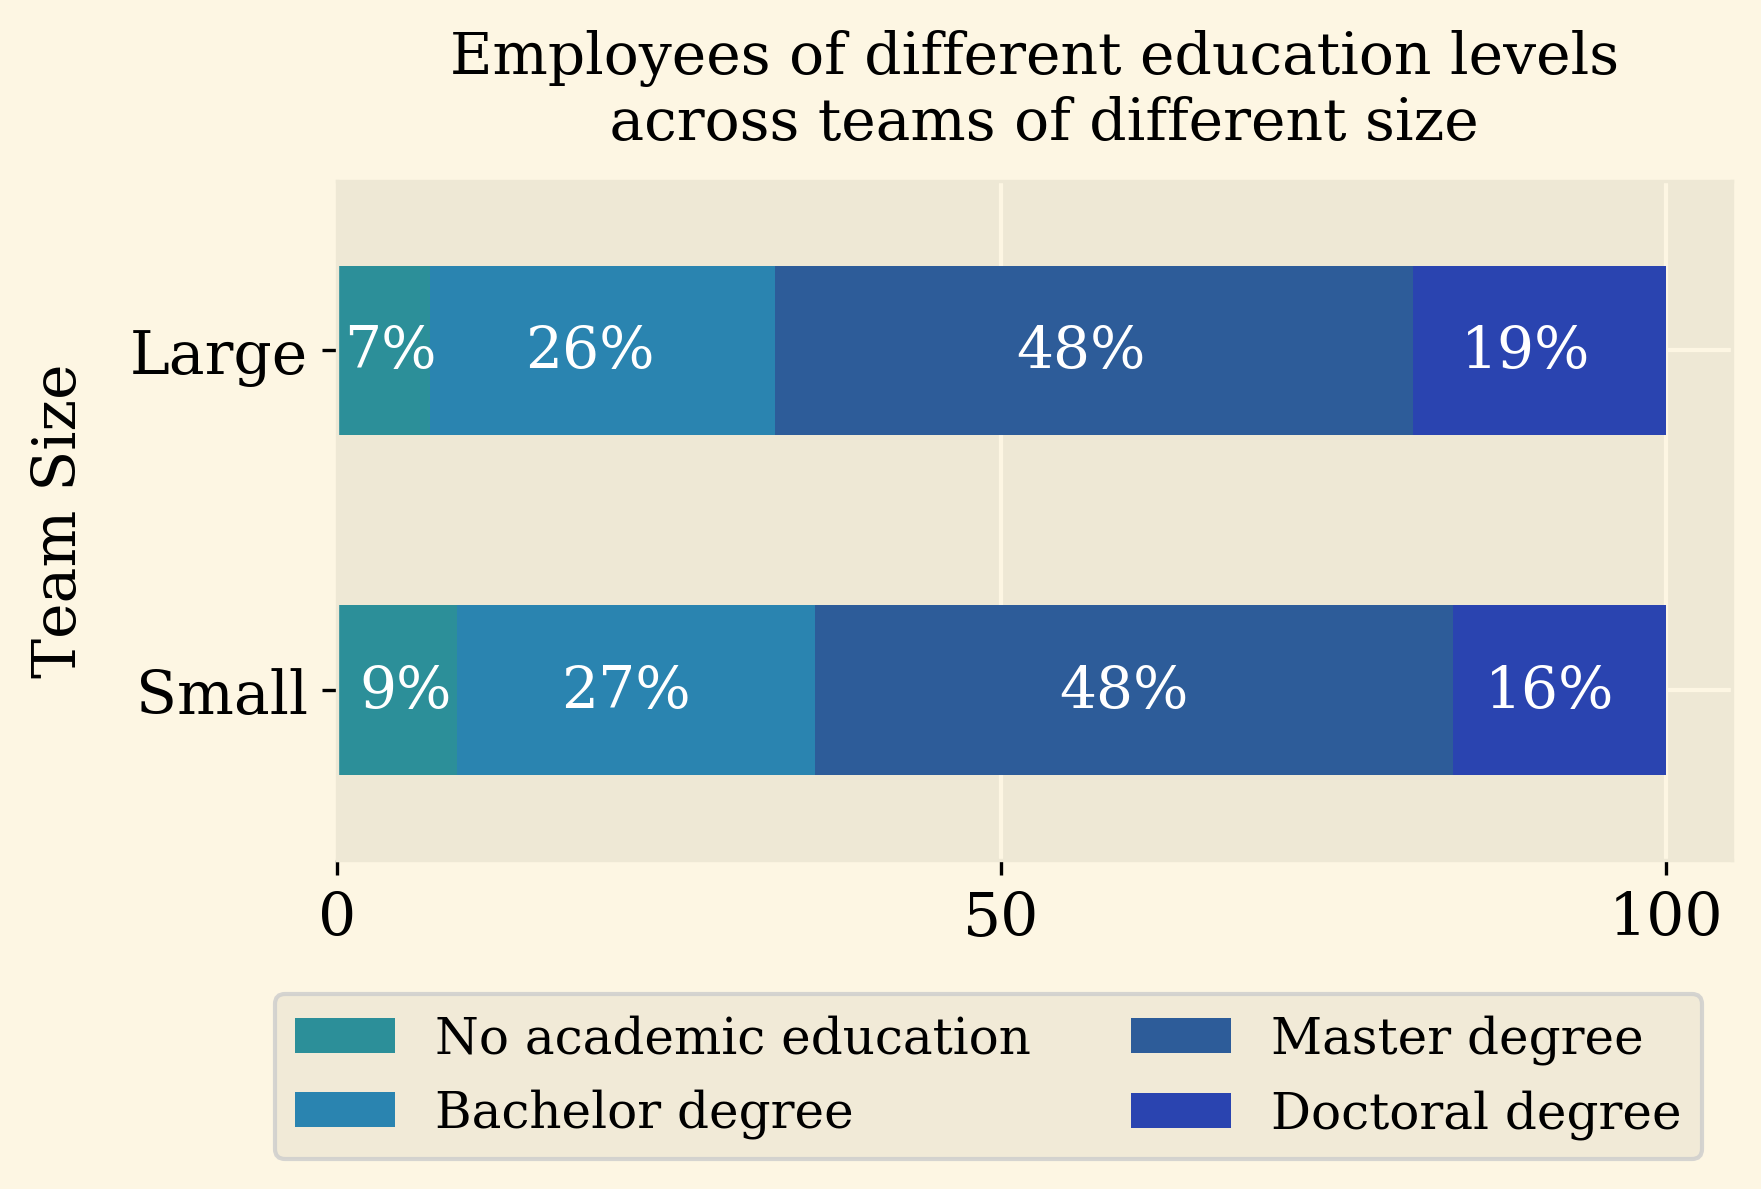 Employees of different education levels
across teams of different size
Team Size
Large
7% 26% 48% 19%
Small
9% 27% 48% 16%
0 50 100
No academic education
Bachelor degree
Master degree
Doctoral degree